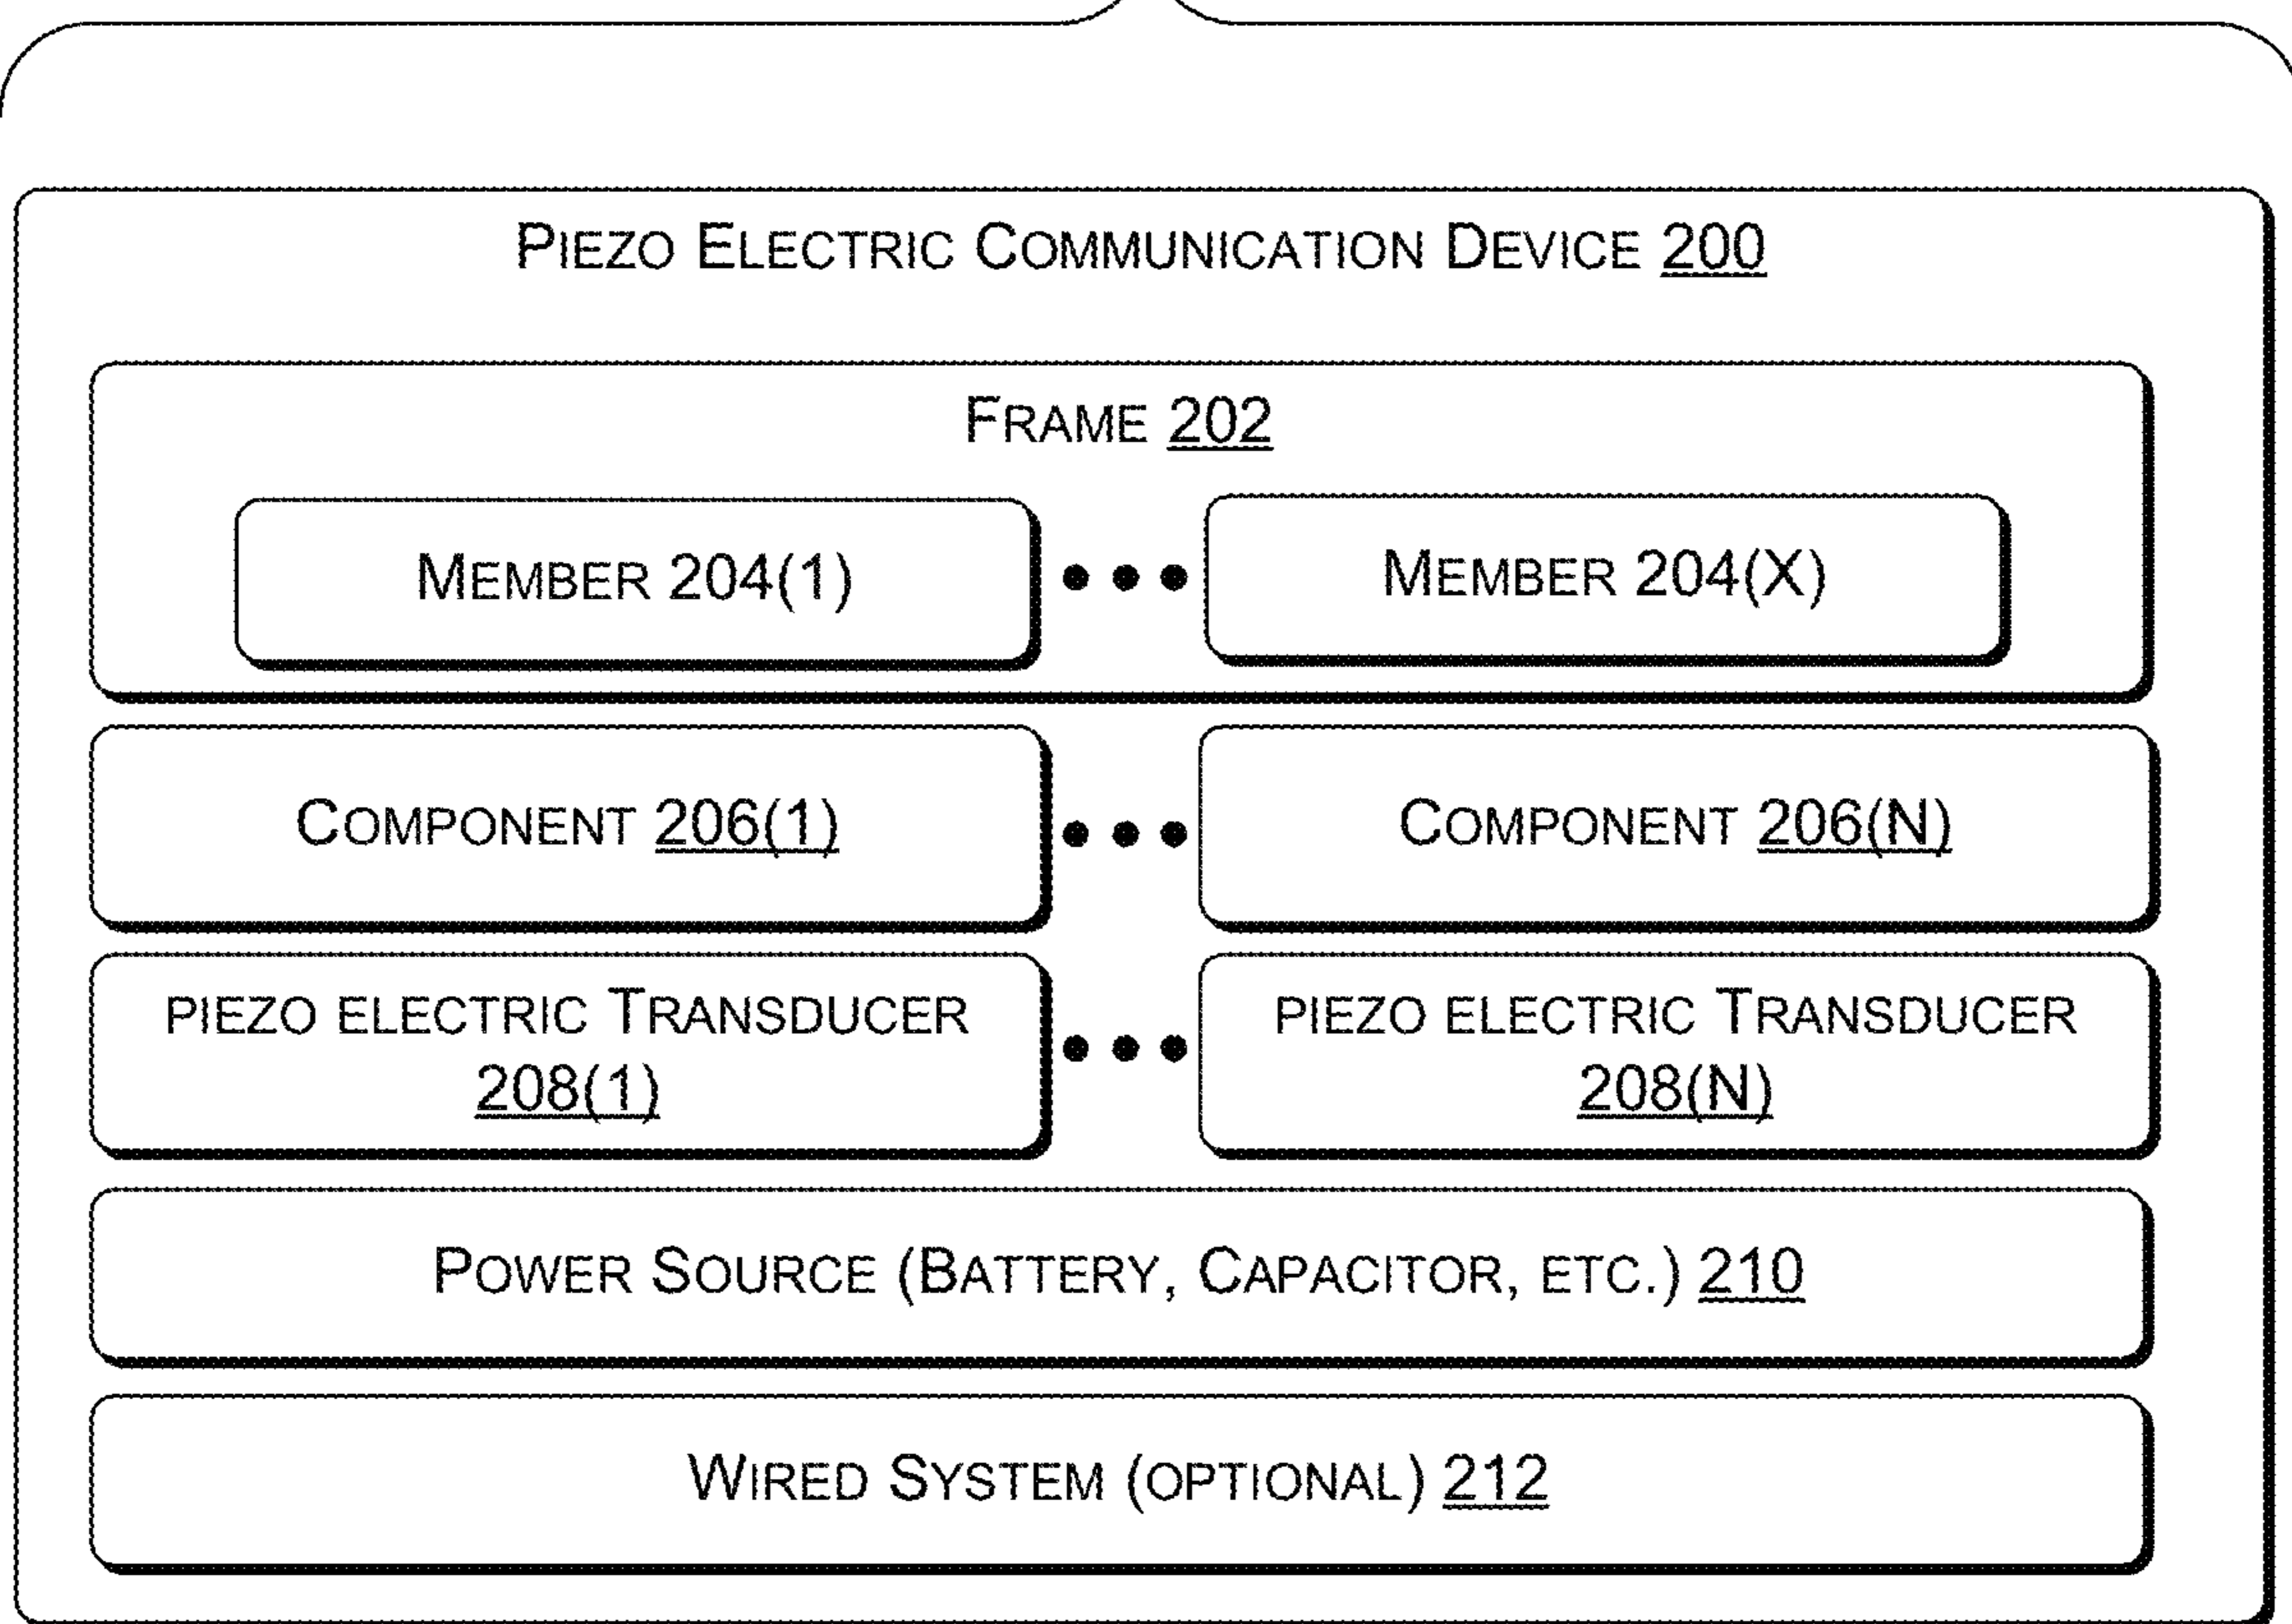 PIEZO ELECTRIC COMMUNICATION DEVICE 200
FRAME 202
MEMBER 204(1) ••• MEMBER 204(X)
COMPONENT 206(1) ••• COMPONENT 206(N)
PIEZO ELECTRIC TRANSDUCER
208(1)
•••
PIEZO ELECTRIC TRANSDUCER
208(N)
POWER SOURCE (BATTERY, CAPACITOR, ETC.) 210
WIRED SYSTEM (OPTIONAL) 212